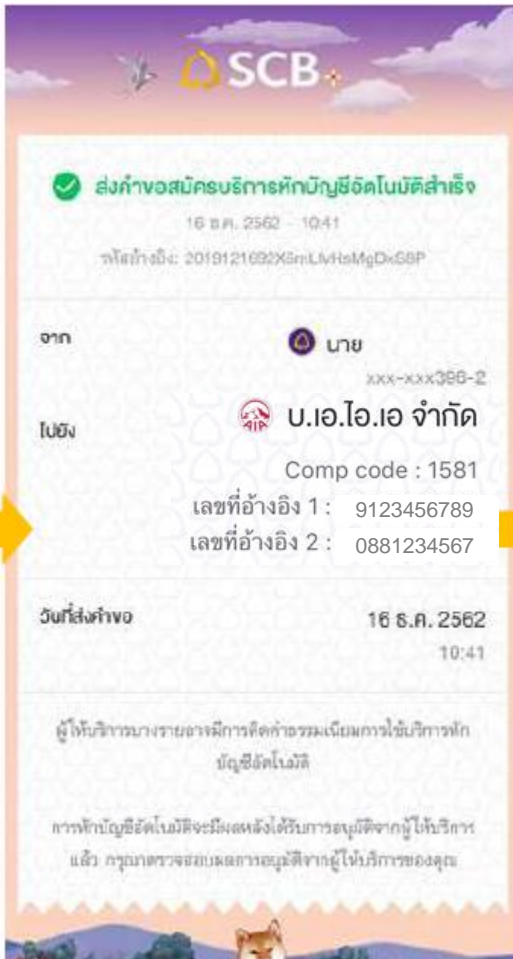 SCB
ส่งคำขอสมัครบริการหักบัญชีอัตโนมัติสำเร็จ
16 ธ.ค. 2562 - 10:41
รหัสอ้างอิง:
จาก
นาย
xxx-xxx396-2
ไปยัง
AIA
บ.เอ.ไอ.เอ จำกัด
Comp code : 1581
เลขที่อ้างอิง 1 : 9123456789
เลขที่อ้างอิง 2 : 0881234567
วันที่ส่งคำขอ
16 ธ.ค. 2562
10:41
ผู้ให้บริการบางรายอาจมีการคิดค่าธรรมเนียมการใช้บริการหัก
บัญชีอัตโนมัติ
การหักบัญชีอัตโนมัติจะมีผลหลังได้รับการอนุมัติจากผู้ให้บริการ
แล้ว กรุณาตรวจสอบผลการอนุมัติจากผู้ให้บริการของคุณ